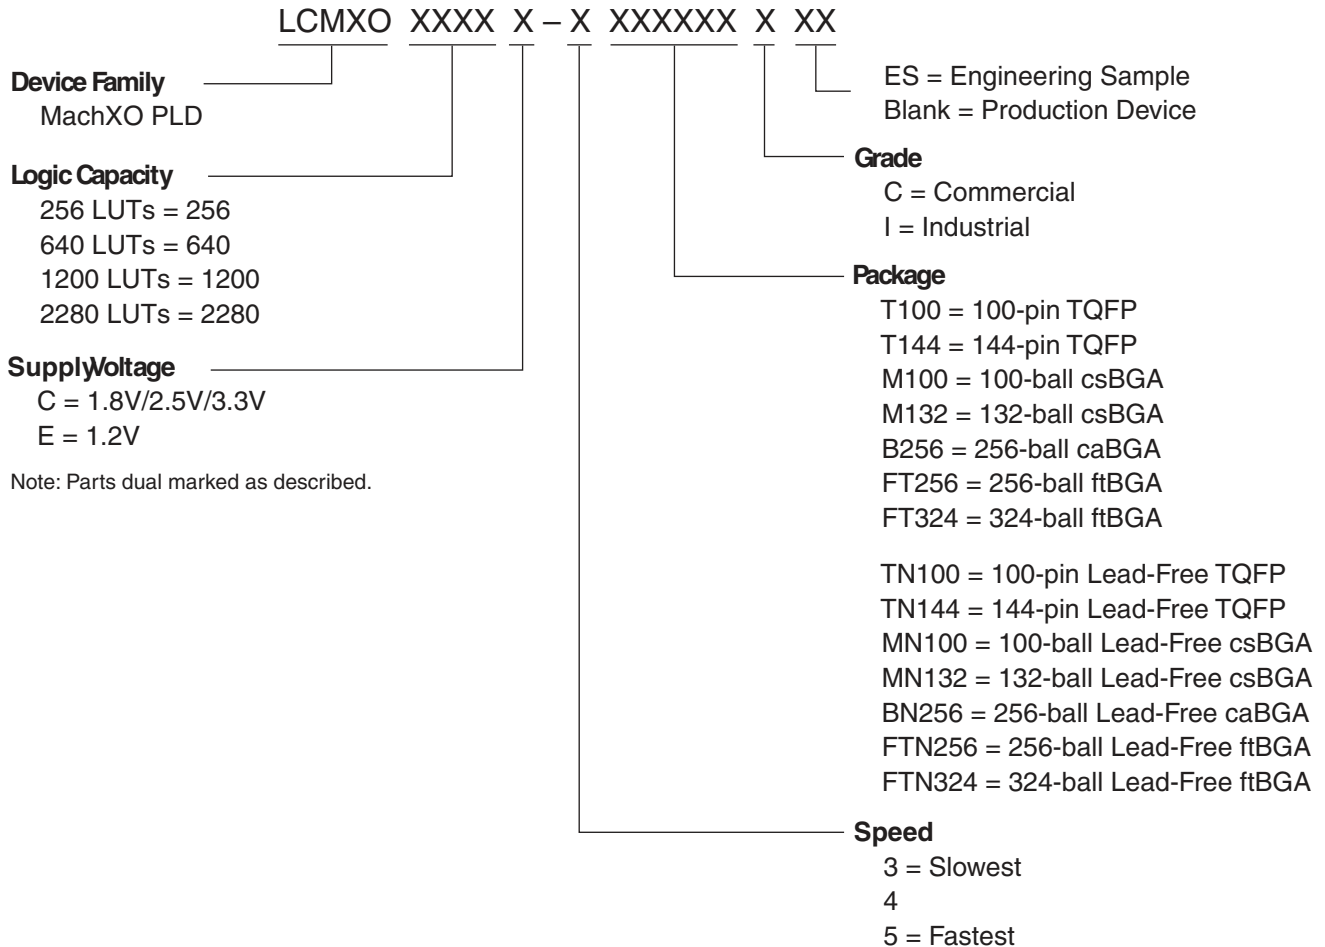 LCMXO XXXX X – X XXXXXX X XX
Device Family
MachXO PLD
Logic Capacity
256 LUTs = 256
640 LUTs = 640
1200 LUTs = 1200
2280 LUTs = 2280
Supply Voltage
C = 1.8V/2.5V/3.3V
E = 1.2V
Note: Parts dual marked as described.
ES = Engineering Sample
Blank = Production Device
Grade
C = Commercial
I = Industrial
Package
T100 = 100-pin TQFP
T144 = 144-pin TQFP
M100 = 100-ball csBGA
M132 = 132-ball csBGA
B256 = 256-ball caBGA
FT256 = 256-ball ftBGA
FT324 = 324-ball ftBGA
TN100 = 100-pin Lead-Free TQFP
TN144 = 144-pin Lead-Free TQFP
MN100 = 100-ball Lead-Free csBGA
MN132 = 132-ball Lead-Free csBGA
BN256 = 256-ball Lead-Free caBGA
FTN256 = 256-ball Lead-Free ftBGA
FTN324 = 324-ball Lead-Free ftBGA
Speed
3 = Slowest
4
5 = Fastest